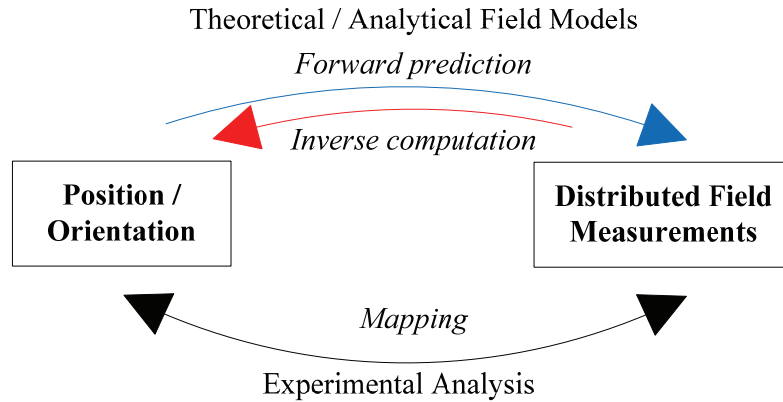 Theoretical / Analytical Field Models
Forward prediction
Inverse computation
Position /
Orientation
Distributed Field
Measurements
Mapping
Experimental Analysis